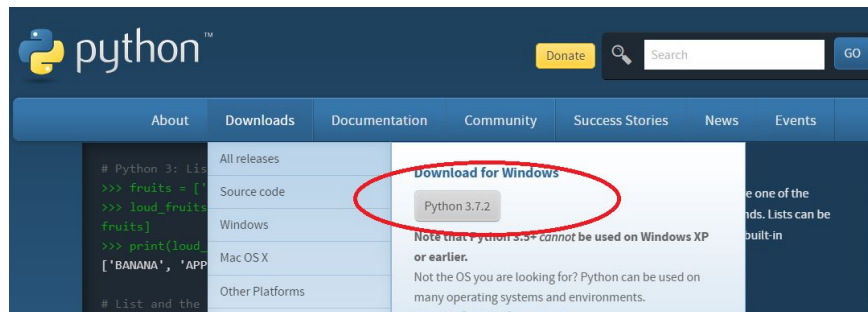 python™
Donate
Search
GO
About Downloads Documentation Community Success Stories News Events
# Python 3: Lis
>>> fruits = ['
>>> loud_fruits
fruits]
>>> print(loud_
['BANANA', 'APP
# List and the
All releases
Source code
Windows
Mac OS X
Other Platforms
Download for Windows
Python 3.7.2
Note that Python 3.5+ cannot be used on Windows XP
or earlier.
Not the OS you are looking for? Python can be used on
many operating systems and environments.
e one of the
nds. Lists can be
built-in